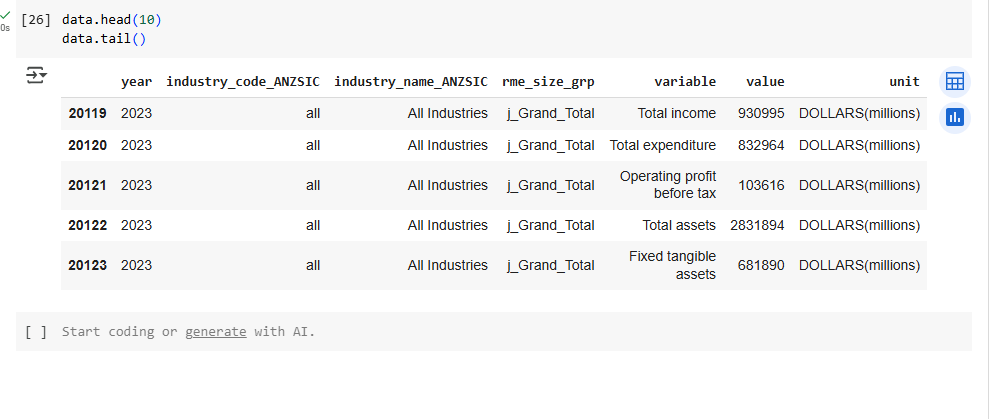 [26] data.head(10)
0s
data.tail()
year industry_code_ANZSIC industry_name_ANZSIC rme_size_grp variable value unit
20119 2023 all All Industries j_Grand_Total Total income 930995 DOLLARS(millions)
20120 2023 all All Industries j_Grand_Total Total expenditure 832964 DOLLARS(millions)
20121 2023 all All Industries j_Grand_Total Operating profit before tax 103616 DOLLARS(millions)
20122 2023 all All Industries j_Grand_Total Total assets 2831894 DOLLARS(millions)
20123 2023 all All Industries j_Grand_Total Fixed tangible assets 681890 DOLLARS(millions)
[ ] Start coding or generate with AI.